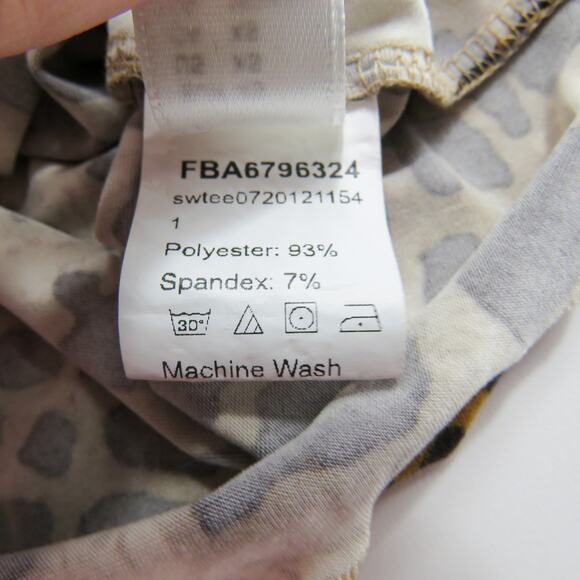 FBA6796324
swtee0720121154
1
Polyester: 93%
Spandex: 7%
30°
Machine Wash